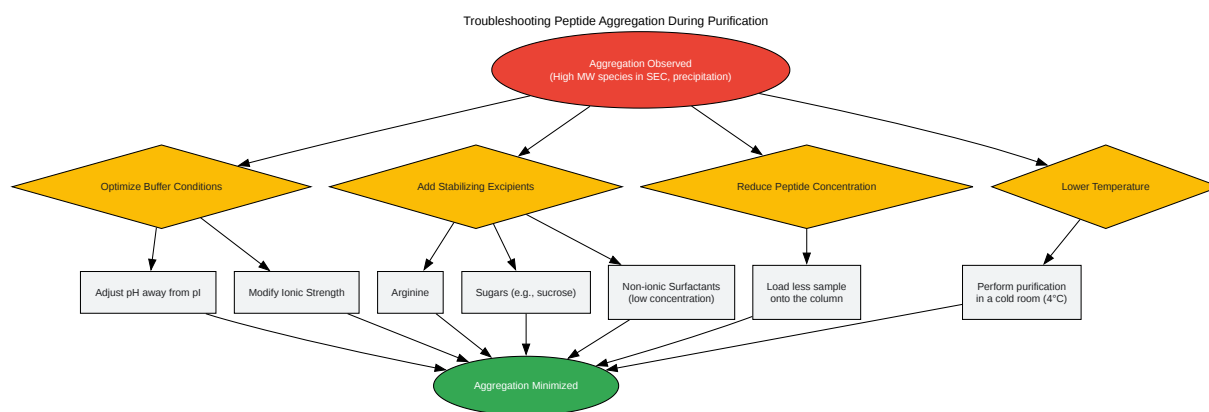 Troubleshooting Peptide Aggregation During Purification
Aggregation Observed
(High MW species in SEC, precipitation)
Optimize Buffer Conditions
Add Stabilizing Excipients
Reduce Peptide Concentration
Lower Temperature
Adjust pH away from pI
Modify Ionic Strength
Arginine
Sugars (e.g., sucrose)
Non-ionic Surfactants
(low concentration)
Load less sample
onto the column
Perform purification
in a cold room (4°C)
Aggregation Minimized